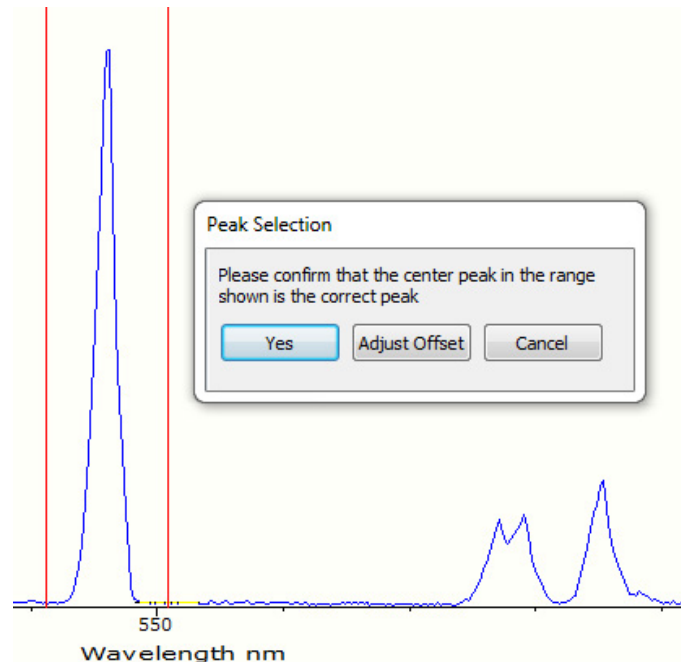 Peak Selection
Please confirm that the center peak in the range
shown is the correct peak
Yes Adjust Offset Cancel
550
Wavelength nm